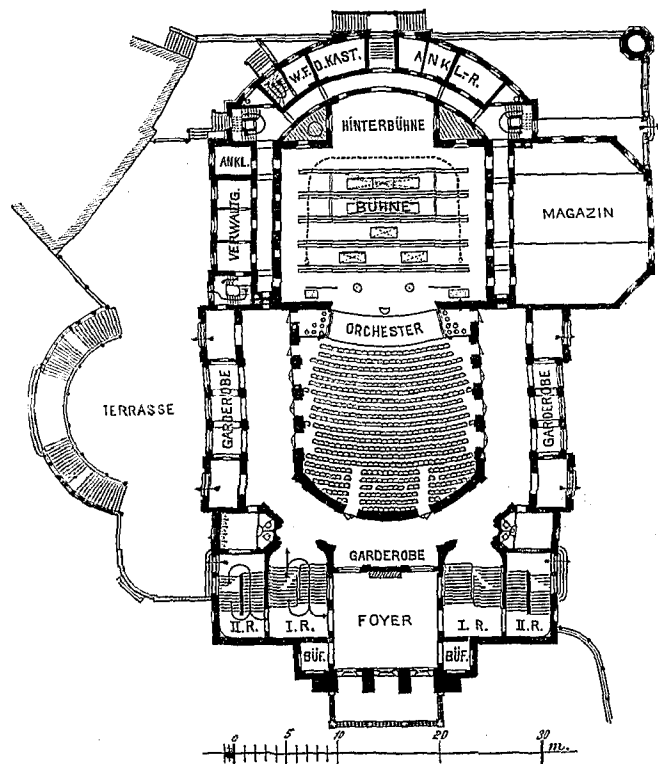 W.F.
D.KAST.
ANKL-R.
HINTERBÜHNE
ANKL.
VERWALTG.
BÜHNE
MAGAZIN
ORCHESTER
TERRASSE
GARDEROBE
GARDEROBE
GARDEROBE
FOYER
II.R.
I.R.
I.R.
II.R.
BÜF.
BÜF.
0 5 10 20 30 m.